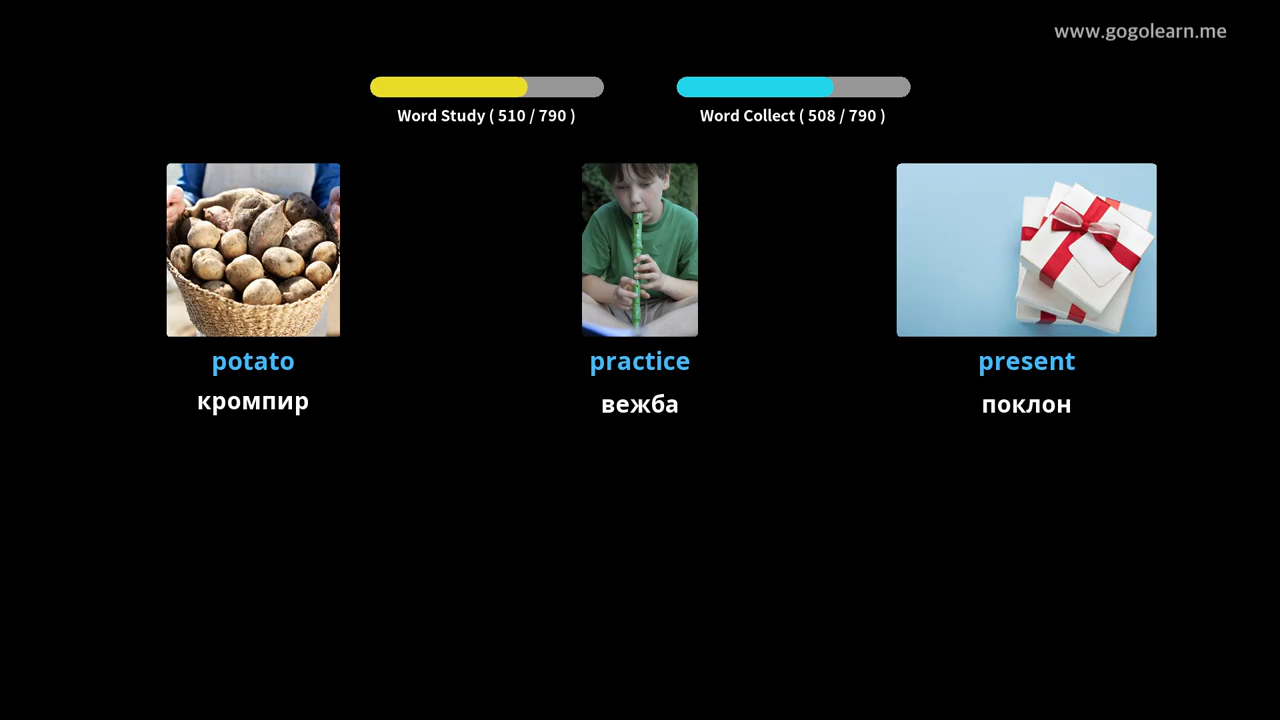 www.gogolearn.me
Word Study ( 510 / 790 )
Word Collect ( 508 / 790 )
potato
practice
present
кромпир
вежба
поклон